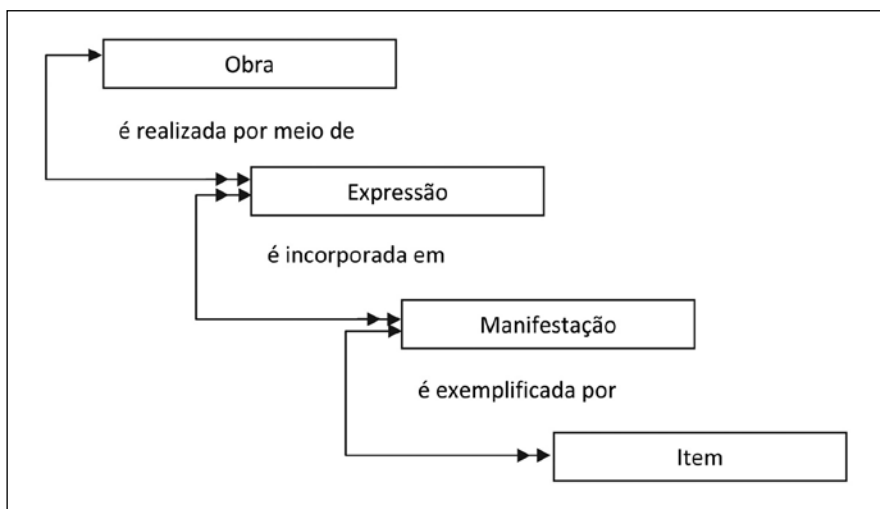 Obra
é realizada por meio de
Expressão
é incorporada em
Manifestação
é exemplificada por
Item